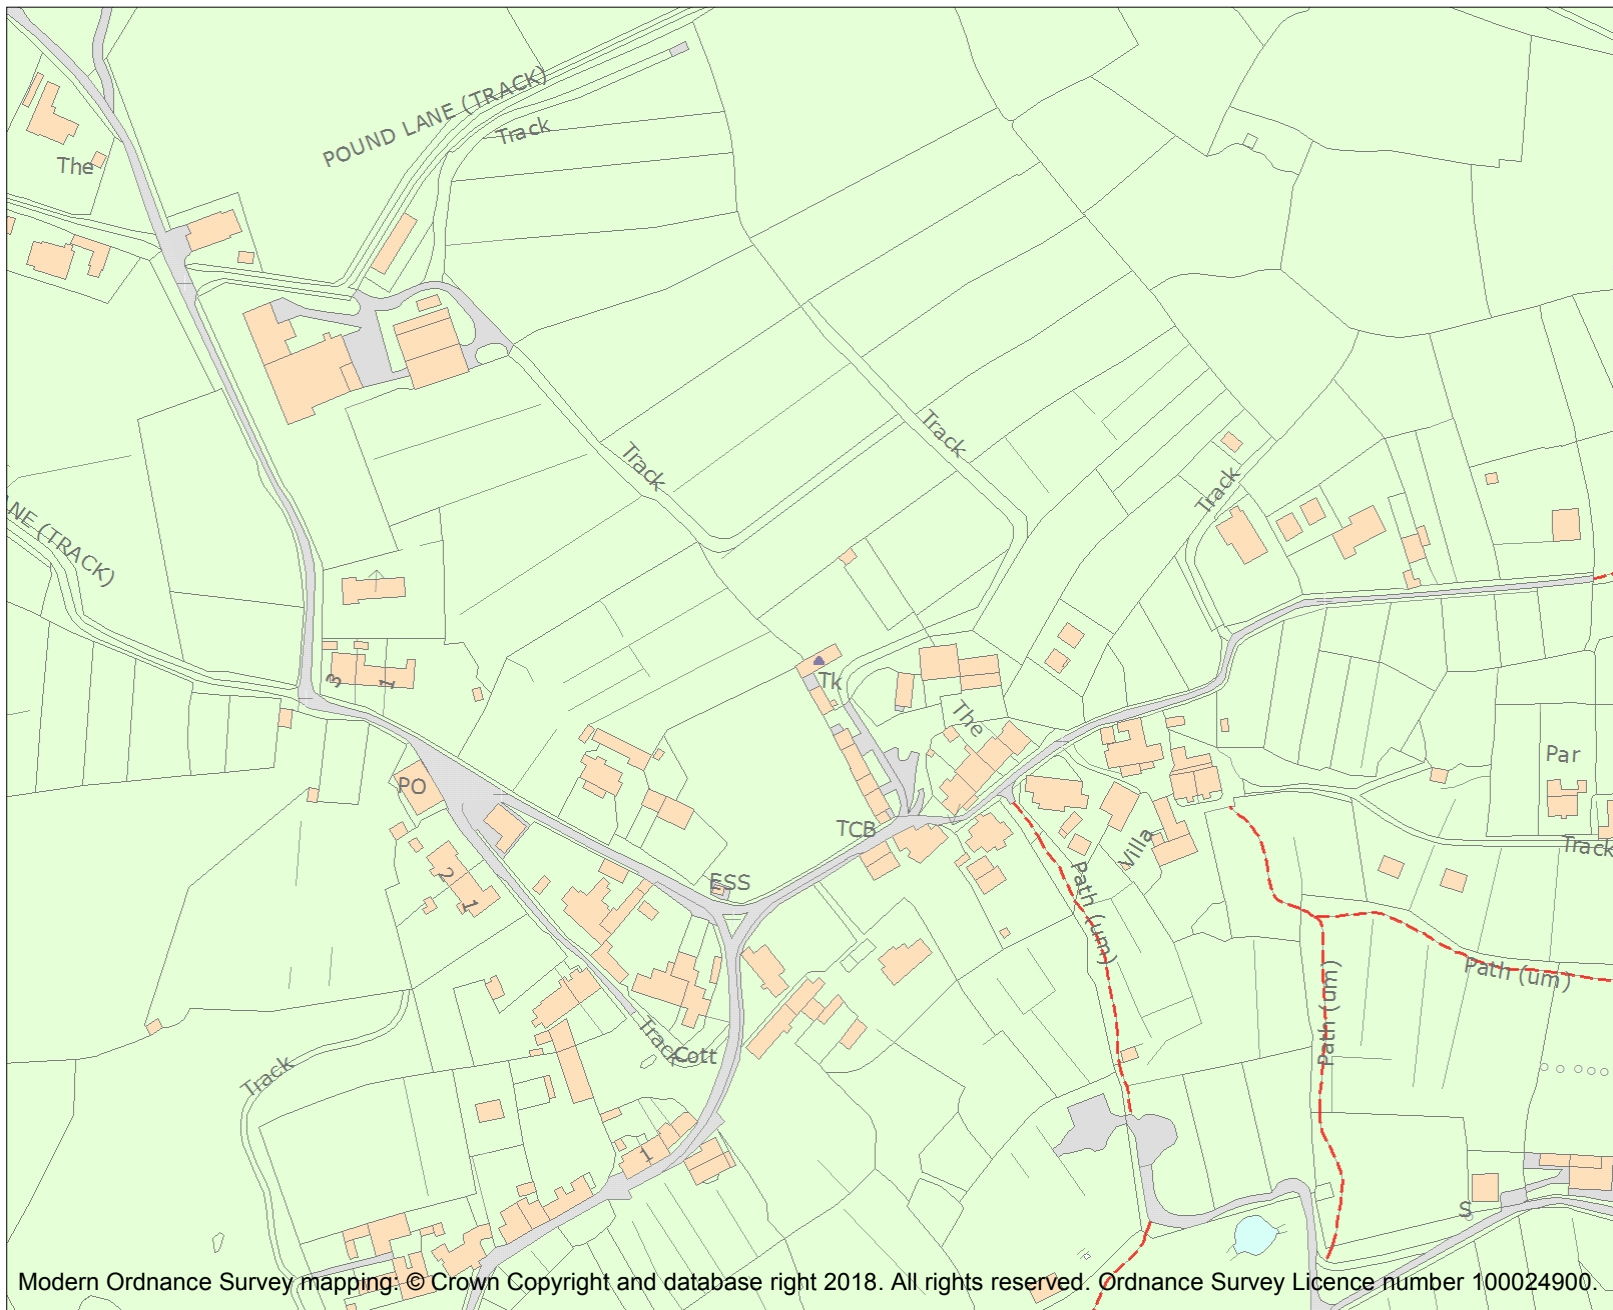 POUND LANE (TRACK)
Track
The
Track
Track
Track
NE (TRACK)
3
1
Tk
The
PO
Par
TCB
Villa
Track
2
1
ESS
Path (um)
Path (um)
Path (um)
Track
Cott
Track
1
S
Modern Ordnance Survey mapping: © Crown Copyright and database right 2018. All rights reserved. Ordnance Survey Licence number 100024900.